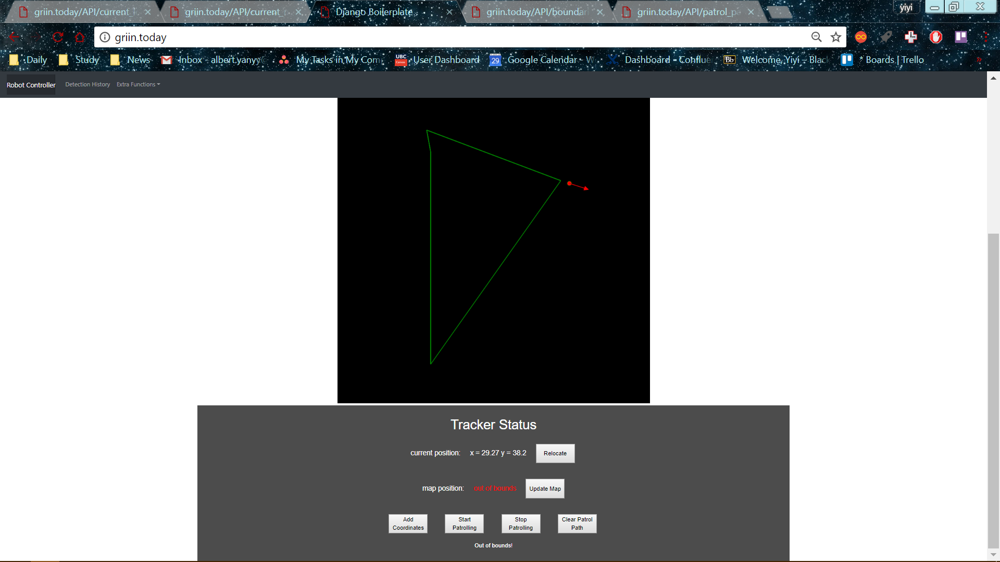 griin.today/API/current_
griin.today/API/current_
Django Boilerplate
griin.today/API/boundari
griin.today/API/patrol_p
yiyi
griin.today
Daily
Study
News
Inbox - albert.yanyy
My Tasks in My Com
UBC
Canvas
User Dashboard
29
Google Calendar - W
Dashboard - Conflue
Bb
Welcome, Yiyi – Blac
* Boards | Trello
Robot Controller
Detection History
Extra Functions
Tracker Status
current position: x = 29.27 y = 38.2 Relocate
map position: out of bounds Update Map
Add Coordinates
Start Patrolling
Stop Patrolling
Clear Patrol Path
Out of bounds!